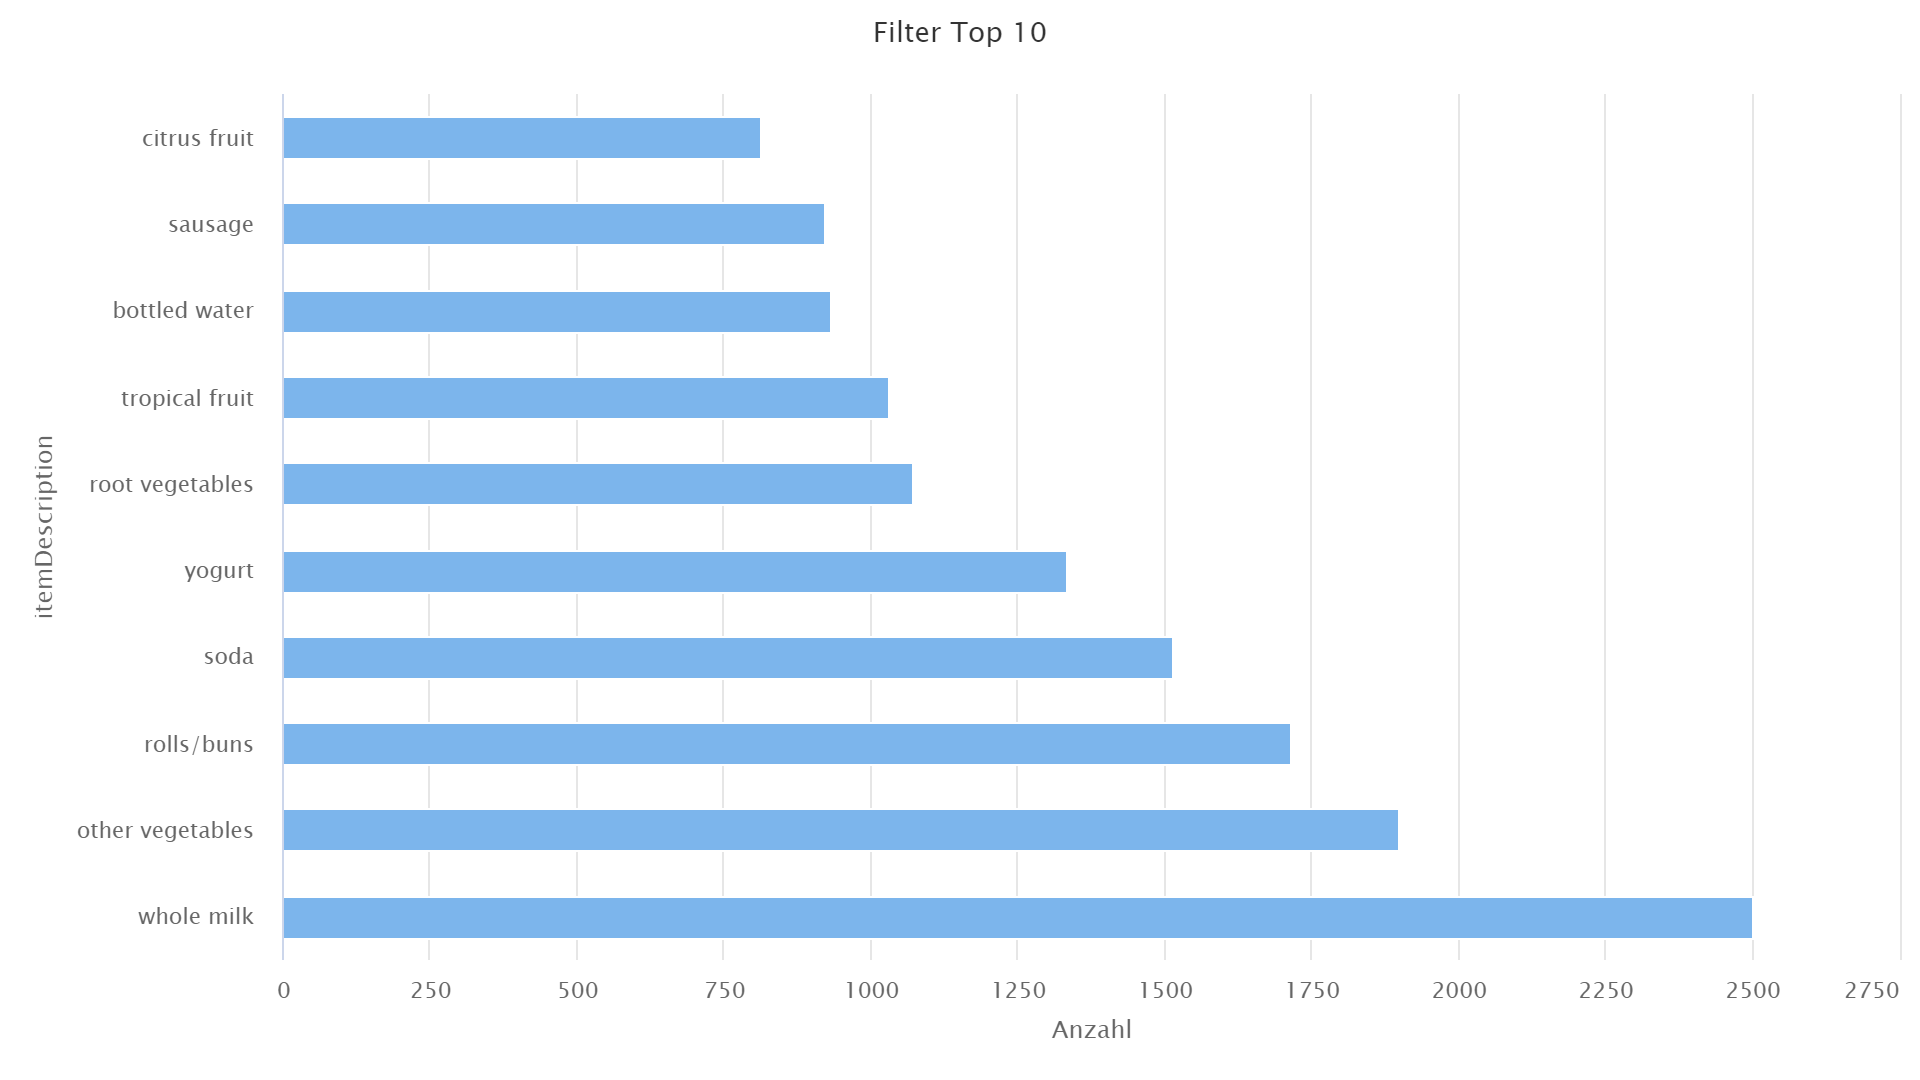 Filter Top 10
itemDescription
citrus fruit
sausage
bottled water
tropical fruit
root vegetables
yogurt
soda
rolls/buns
other vegetables
whole milk
0 250 500 750 1000 1250 1500 1750 2000 2250 2500 2750
Anzahl